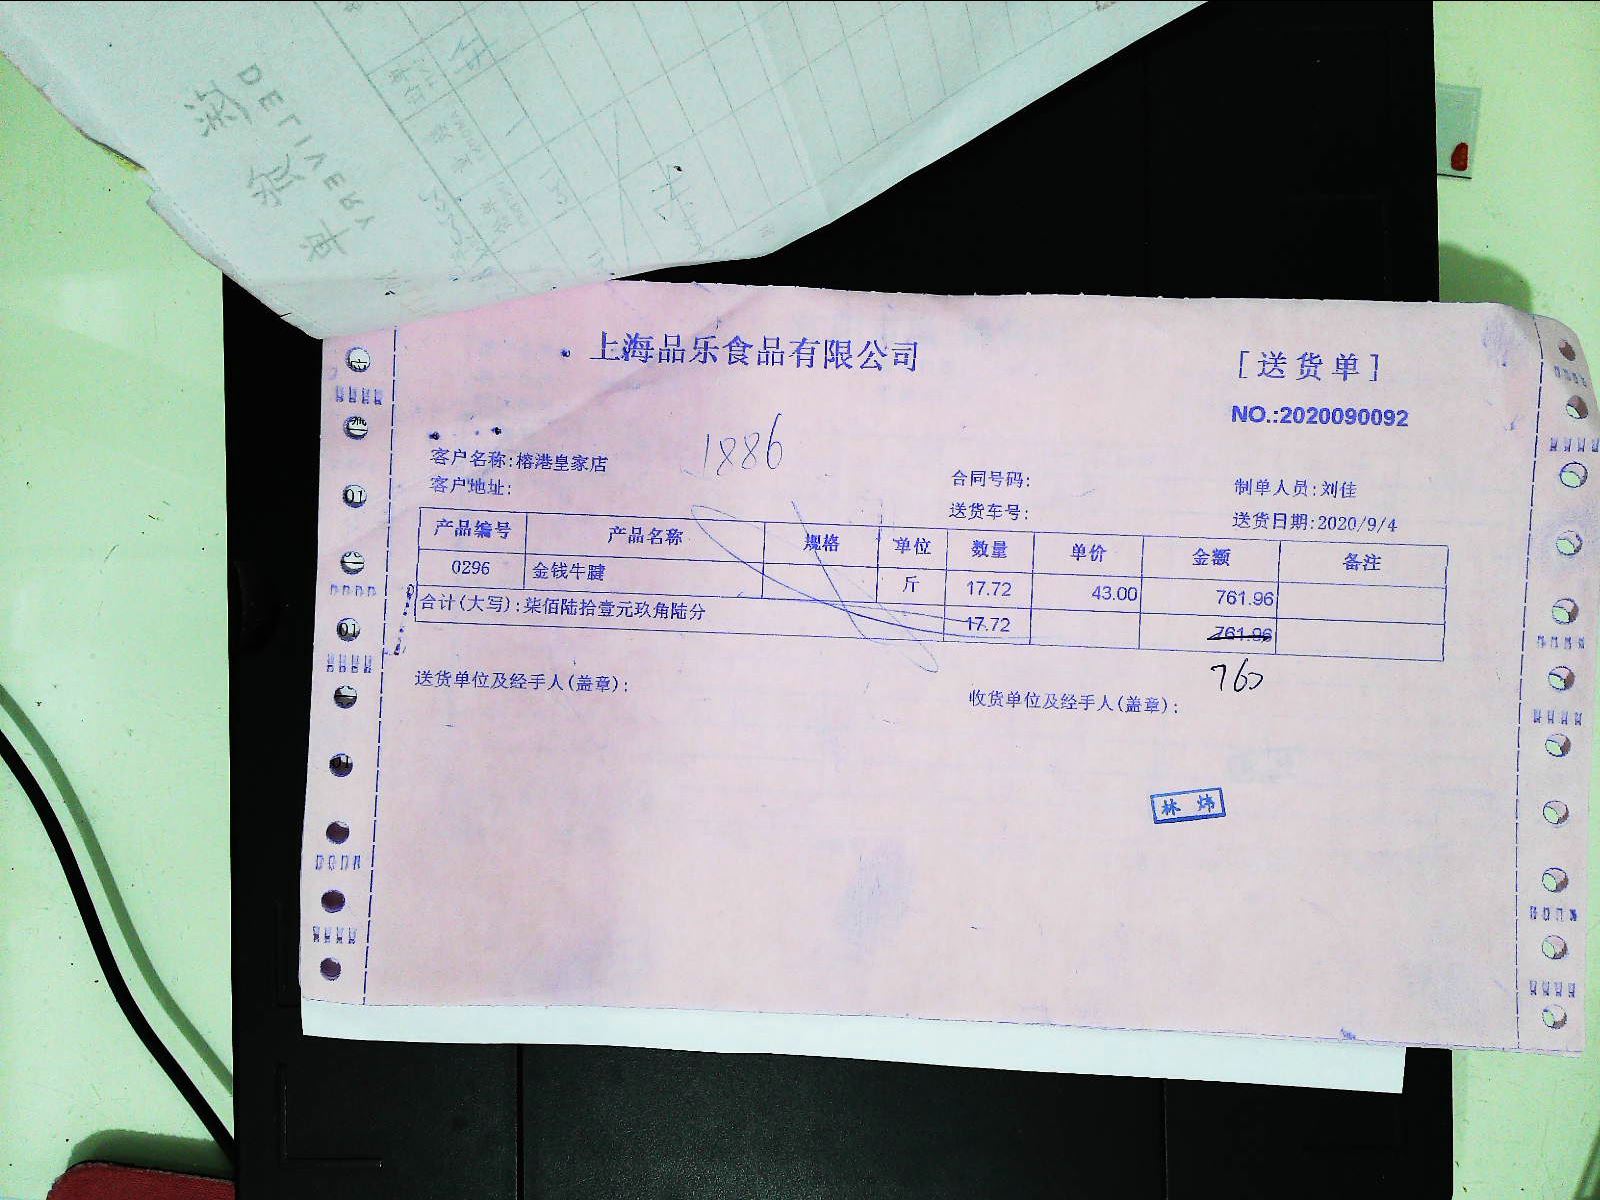 DELIVERY
上海品乐食品有限公司
[送货单]
NO.:2020090092
1886
客户名称:榕港皇家店
客户地址:
合同号码:
送货车号:
制单人员:刘佳
送货日期:2020/9/4
产品编号 产品名称 规格 单位 数量 单价 金额 备注
0296 金钱牛腱 斤 17.72 43.00 761.96
合计(大写):柒佰陆拾壹元玖角陆分 17.72 761.96
760
送货单位及经手人(盖章):
收货单位及经手人(盖章):
林炜